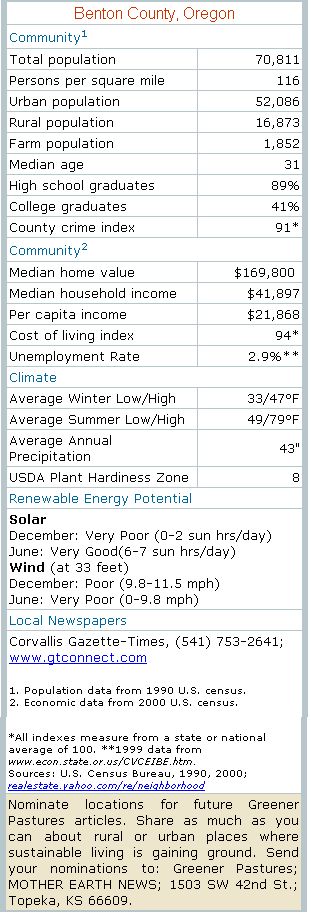 Benton County, Oregon
Community1
Total population 70,811
Persons per square mile 116
Urban population 52,086
Rural population 16,873
Farm population 1,852
Median age 31
High school graduates 89%
College graduates 41%
County crime index 91*
Community2
Median home value $169,800
Median household income $41,897
Per capita income $21,868
Cost of living index 94*
Unemployment Rate 2.9%**
Climate
Average Winter Low/High 33/47ºF
Average Summer Low/High 49/79ºF
Average Annual
Precipitation 43"
USDA Plant Hardiness Zone 8
Renewable Energy Potential
Solar
December: Very Poor (0-2 sun hrs/day)
June: Very Good(6-7 sun hrs/day)
Wind (at 33 feet)
December: Poor (9.8-11.5 mph)
June: Very Poor (0-9.8 mph)
Local Newspapers
Corvallis Gazette-Times, (541) 753-2641;
www.gtconnect.com
1. Population data from 1990 U.S. census.
2. Economic data from 2000 U.S. census.
*All indexes measure from a state or national
average of 100. **1999 data from
www.econ.state.or.us/CVCEIBE.htm.
Sources: U.S. Census Bureau, 1990, 2000;
realestate.yahoo.com/re/neighborhood
Nominate locations for future Greener
Pastures articles. Share as much as you
can about rural or urban places where
sustainable living is gaining ground. Send
your nominations to: Greener Pastures;
MOTHER EARTH NEWS; 1503 SW 42nd St.;
Topeka, KS 66609.